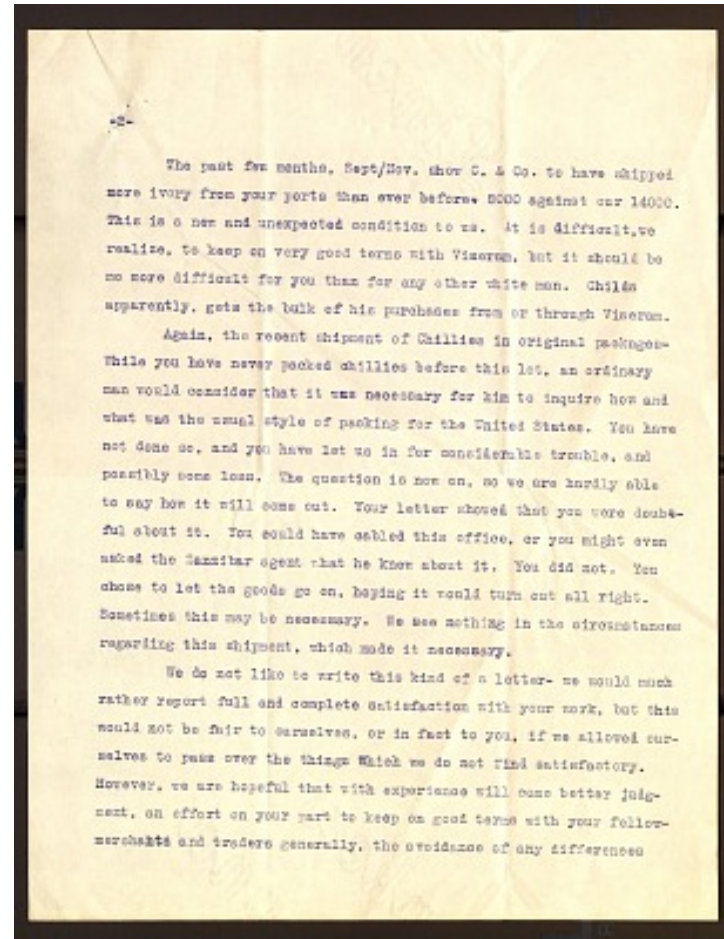 -2-
The past few months, Sept/Nov. show C. & Co. to have shipped
more ivory from your ports than ever before. 8000 against our 14000.
This is a new and unexpected condition to us. It is difficult,we
realize, to keep on very good terms with Visoram, but it should be
no more difficult for you than for any other white man. Childs
apparently, gets the bulk of his purchases from or through Visoram.
Again, the recent shipment of Chillies in original packages-
While you have never packed chillies before this lot, an ordinary
man would consider that it was necessary for him to inquire how and
what was the usual style of packing for the United States. You have
not done so, and you have let us in for considerable trouble, and
possibly some loss. The question is now on, so we are hardly able
to say how it will come out. Your letter showed that you were doubt-
ful about it. You could have cabled this office, or you might even
asked the Zanzibar agent what he knew about it. You did not. You
chose to let the goods go on, hoping it would turn out all right.
Sometimes this may be necessary. We see nothing in the circumstances
regarding this shipment, which made it necessary.
We do not like to write this kind of a letter- we would much
rather report full and complete satisfaction with your work, but this
would not be fair to ourselves, or in fact to you, if we allowed our-
selves to pass over the things Which we do not find satisfactory.
However, we are hopeful that with experience will come better judg-
ment, an effort on your part to keep on good terms with your fellow-
merchants and traders generally, the avoidance of any differences